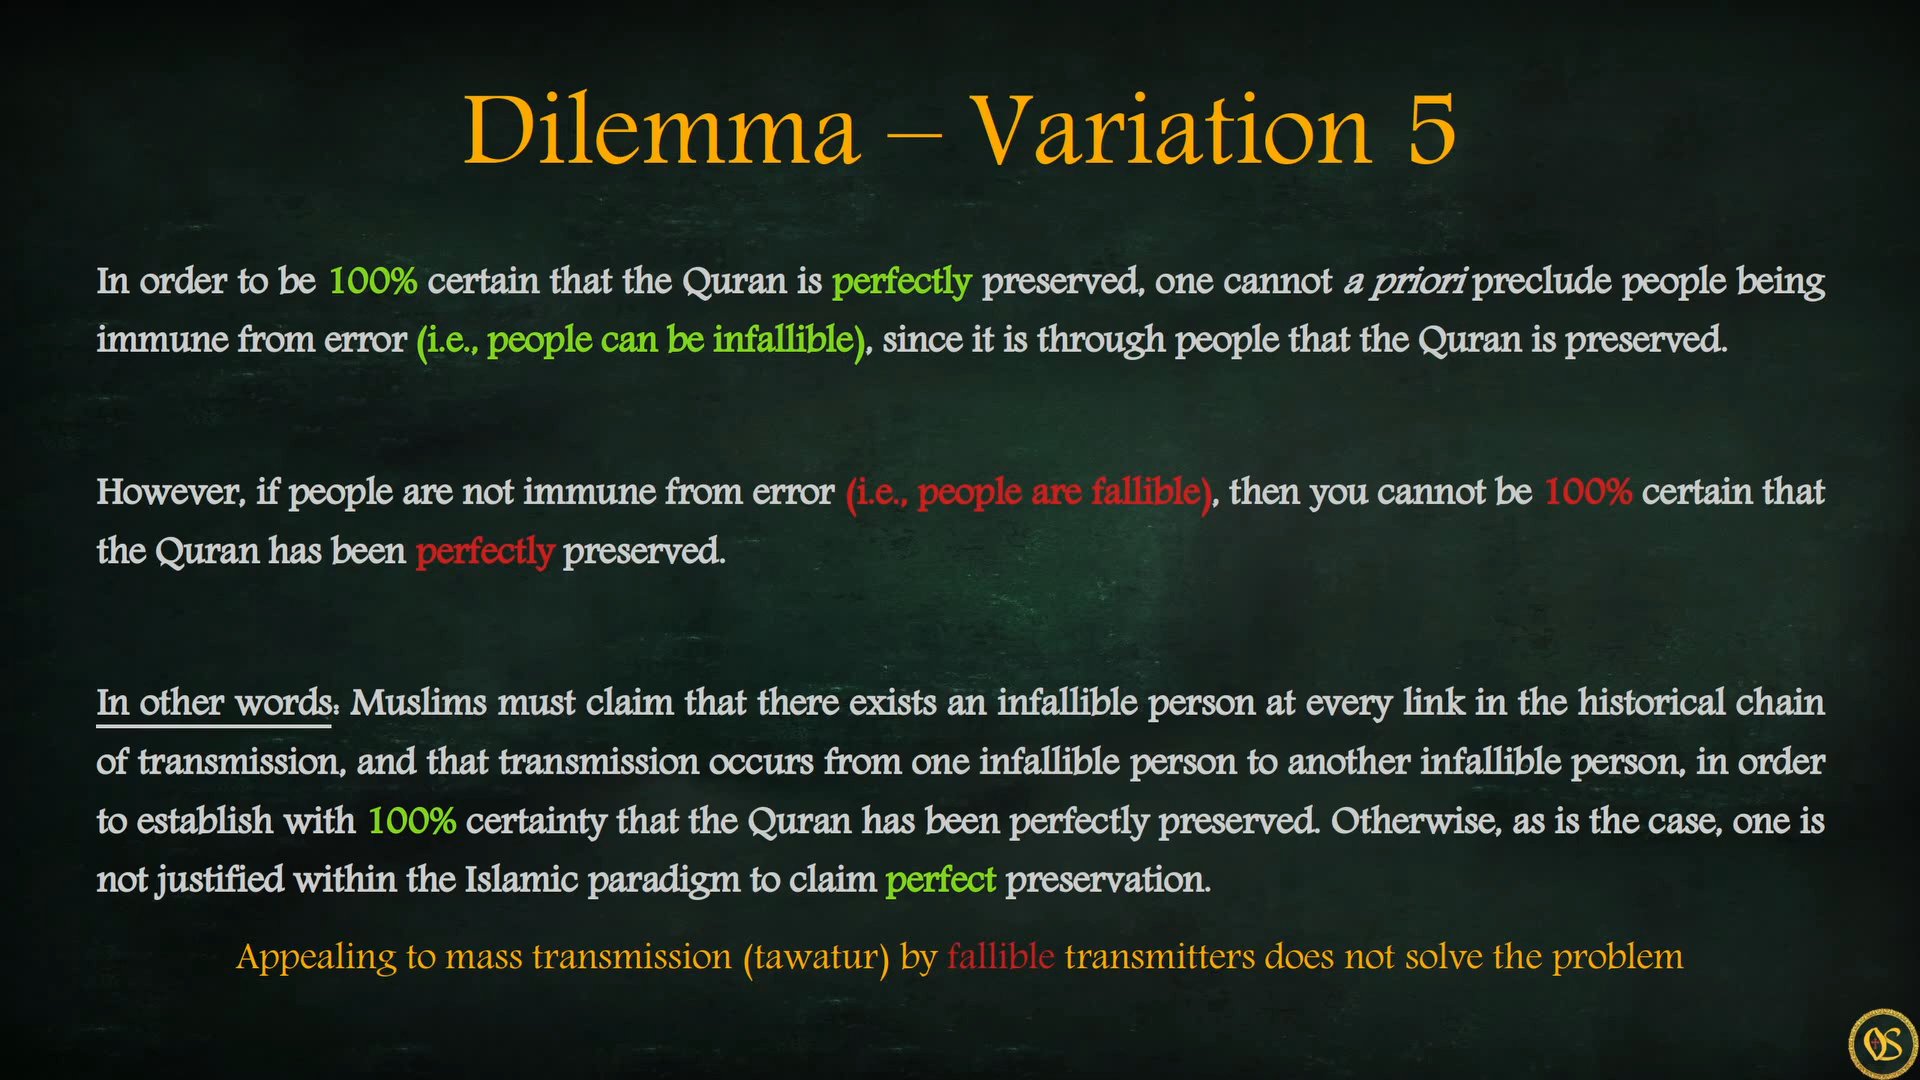 Dilemma – Variation 5
In order to be 100% certain that the Quran is perfectly preserved, one cannot a priori preclude people being
immune from error (i.e., people can be infallible), since it is through people that the Quran is preserved.
However, if people are not immune from error (i.e., people are fallible), then you cannot be 100% certain that
the Quran has been perfectly preserved.
In other words: Muslims must claim that there exists an infallible person at every link in the historical chain
of transmission, and that transmission occurs from one infallible person to another infallible person, in order
to establish with 100% certainty that the Quran has been perfectly preserved. Otherwise, as is the case, one is
not justified within the Islamic paradigm to claim perfect preservation.
Appealing to mass transmission (tawatur) by fallible transmitters does not solve the problem